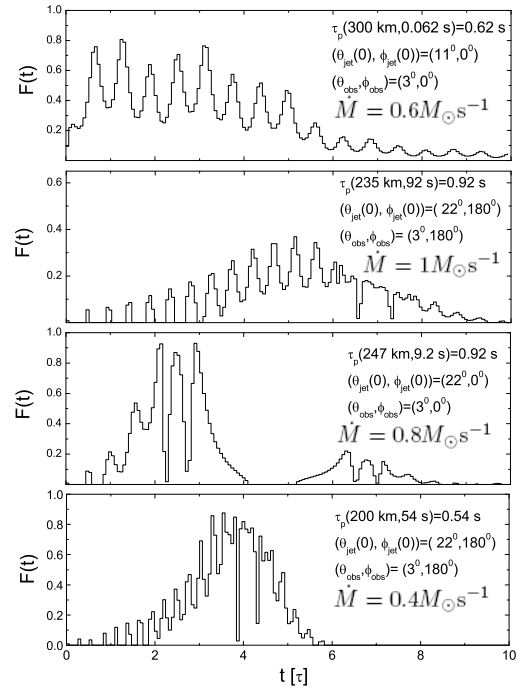 F(t)
0.2
0.4
0.6
0.8
1.0
τp(300 km,0.062 s)=0.62 s
(θjet(0), ϕjet(0))=(11⁰,0⁰)
(θobs,ϕobs)=(3⁰,0⁰)
Ṁ = 0.6M⊙s⁻¹
F(t)
0.0
0.2
0.4
0.6
τp(235 km,92 s)=0.92 s
(θjet(0), ϕjet(0))=( 22⁰,180⁰)
(θobs,ϕobs)= (3⁰,180⁰)
Ṁ = 1M⊙s⁻¹
F(t)
0.0
0.2
0.4
0.6
0.8
1.0
τp(247 km,9.2 s)=0.92 s
(θjet(0), ϕjet(0))=(22⁰,0⁰)
(θobs,ϕobs)=(3⁰,0⁰)
Ṁ = 0.8M⊙s⁻¹
F(t)
0.0
0.2
0.4
0.6
0.8
1.0
τp(200 km,54 s)=0.54 s
(θjet(0), ϕjet(0))=( 22⁰,180⁰)
(θobs,ϕobs)= (3⁰,180⁰)
Ṁ = 0.4M⊙s⁻¹
0 2 4 6 8 10
t [τ]